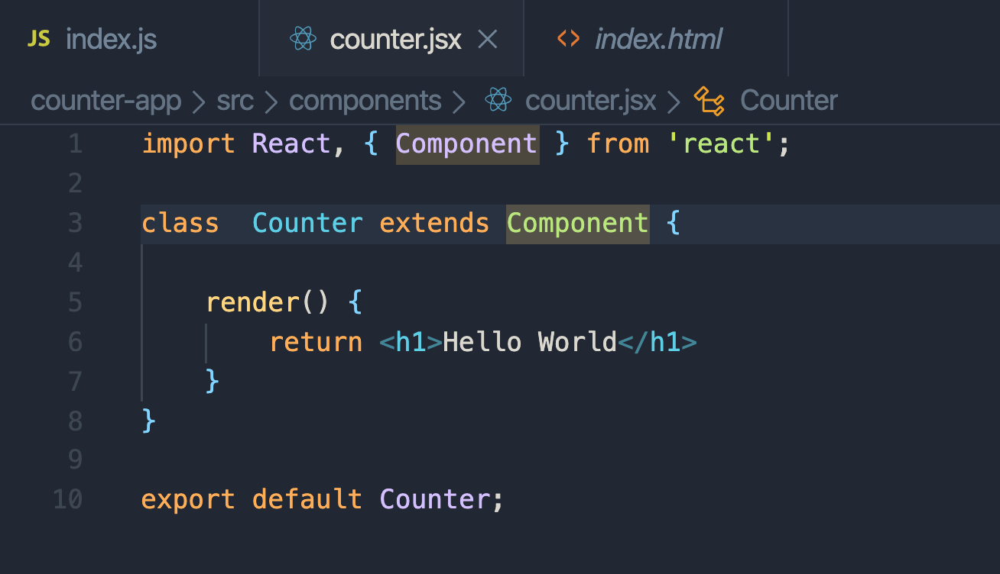 JS index.js counter.jsx index.html
counter-app > src > components > counter.jsx > Counter
1 import React, { Component } from 'react';
2
3 class  Counter extends Component {
4
5     render() {
6         return <h1>Hello World</h1>
7     }
8 }
9
10 export default Counter;